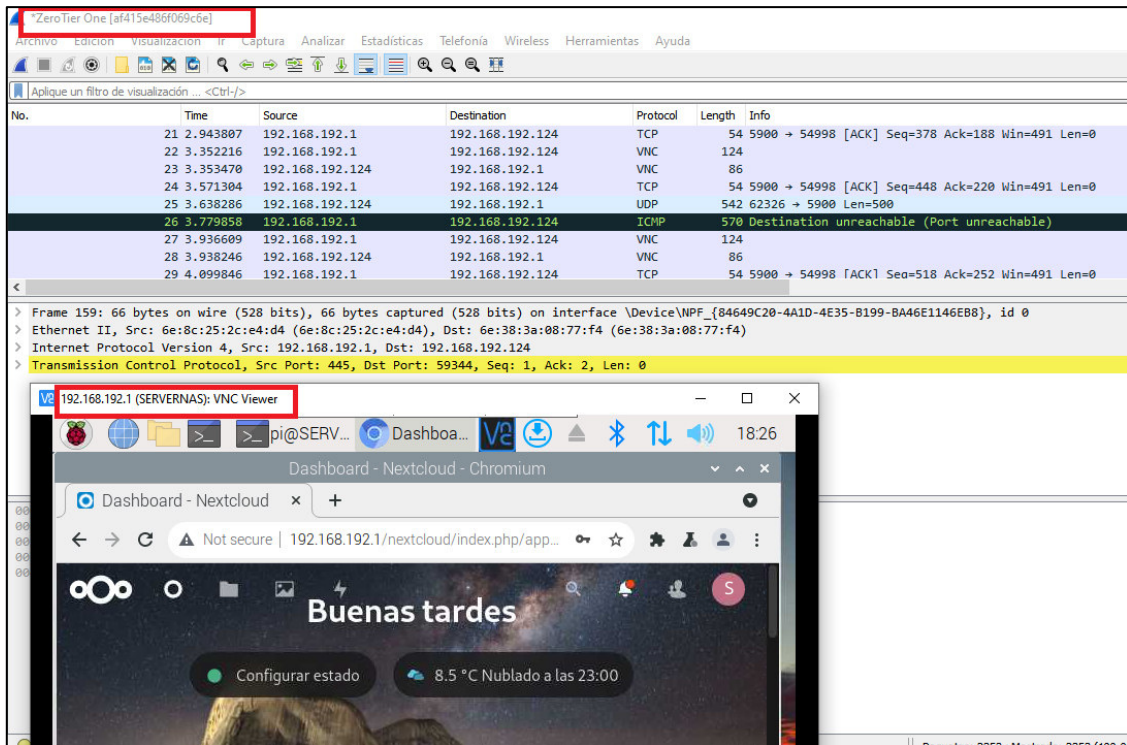 *ZeroTier One [af415e486f069c6e]
Archivo Edición Visualización Ir Captura Analizar Estadísticas Telefonía Wireless Herramientas Ayuda
Aplique un filtro de visualización ... <Ctrl-/>
No. Time Source Destination Protocol Length Info
21 2.943807 192.168.192.1 192.168.192.124 TCP 54 5900 → 54998 [ACK] Seq=378 Ack=188 Win=491 Len=0
22 3.352216 192.168.192.1 192.168.192.124 VNC 124
23 3.353470 192.168.192.124 192.168.192.1 VNC 86
24 3.571304 192.168.192.1 192.168.192.124 TCP 54 5900 → 54998 [ACK] Seq=448 Ack=220 Win=491 Len=0
25 3.638286 192.168.192.124 192.168.192.1 UDP 542 62326 → 5900 Len=500
26 3.779858 192.168.192.1 192.168.192.124 ICMP 570 Destination unreachable (Port unreachable)
27 3.936609 192.168.192.1 192.168.192.124 VNC 124
28 3.938246 192.168.192.124 192.168.192.1 VNC 86
29 4.099846 192.168.192.1 192.168.192.124 TCP 54 5900 → 54998 [ACK] Seq=518 Ack=252 Win=491 Len=0
> Frame 159: 66 bytes on wire (528 bits), 66 bytes captured (528 bits) on interface \Device\NPF_{84649C20-4A1D-4E35-B199-BA46E1146EB8}, id 0
> Ethernet II, Src: 6e:8c:25:2c:e4:d4 (6e:8c:25:2c:e4:d4), Dst: 6e:38:3a:08:77:f4 (6e:38:3a:08:77:f4)
> Internet Protocol Version 4, Src: 192.168.192.1, Dst: 192.168.192.124
> Transmission Control Protocol, Src Port: 445, Dst Port: 59344, Seq: 1, Ack: 2, Len: 0
192.168.192.1 (SERVERNAS): VNC Viewer
pi@SERV... Dashboa... 18:26
Dashboard - Nextcloud - Chromium
Dashboard - Nextcloud
Not secure | 192.168.192.1/nextcloud/index.php/app...
S
Buenas tardes
Configurar estado 8.5 °C Nublado a las 23:00